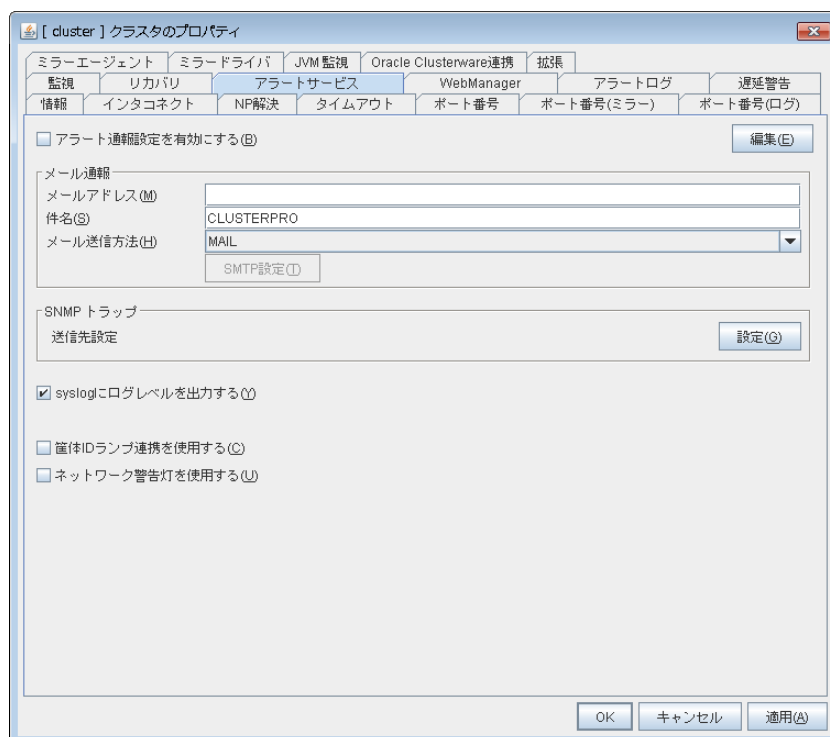 [ cluster ] クラスタのプロパティ
ミラーエージェント ミラードライバ JVM 監視 Oracle Clusterware連携 拡張
監視 リカバリ アラートサービス WebManager アラートログ 遅延警告
情報 インタコネクト NP解決 タイムアウト ポート番号 ポート番号(ミラー) ポート番号(ログ)
アラート通報設定を有効にする(B) 編集(E)
メール通報
メールアドレス(M)
件名(S) CLUSTERPRO
メール送信方法(H) MAIL
SMTP設定(T)
SNMP トラップ
送信先設定 設定(G)
syslogにログレベルを出力する(Y)
筐体IDランプ連携を使用する(C)
ネットワーク警告灯を使用する(U)
OK キャンセル 適用(A)